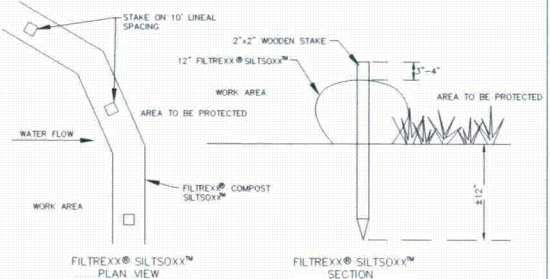 STAKE ON 10' LINEAL
SPACING
AREA TO BE PROTECTED
WATER FLOW
FILTREXX® COMPOST
SILTSOXX™
WORK AREA
FILTREXX® SILTSOXX™
PLAN VIEW
2"x2" WOODEN STAKE
12" FILTREXX® SILTSOXX™
3"-4"
WORK AREA
AREA TO BE PROTECTED
±12"
FILTREXX® SILTSOXX™
SECTION